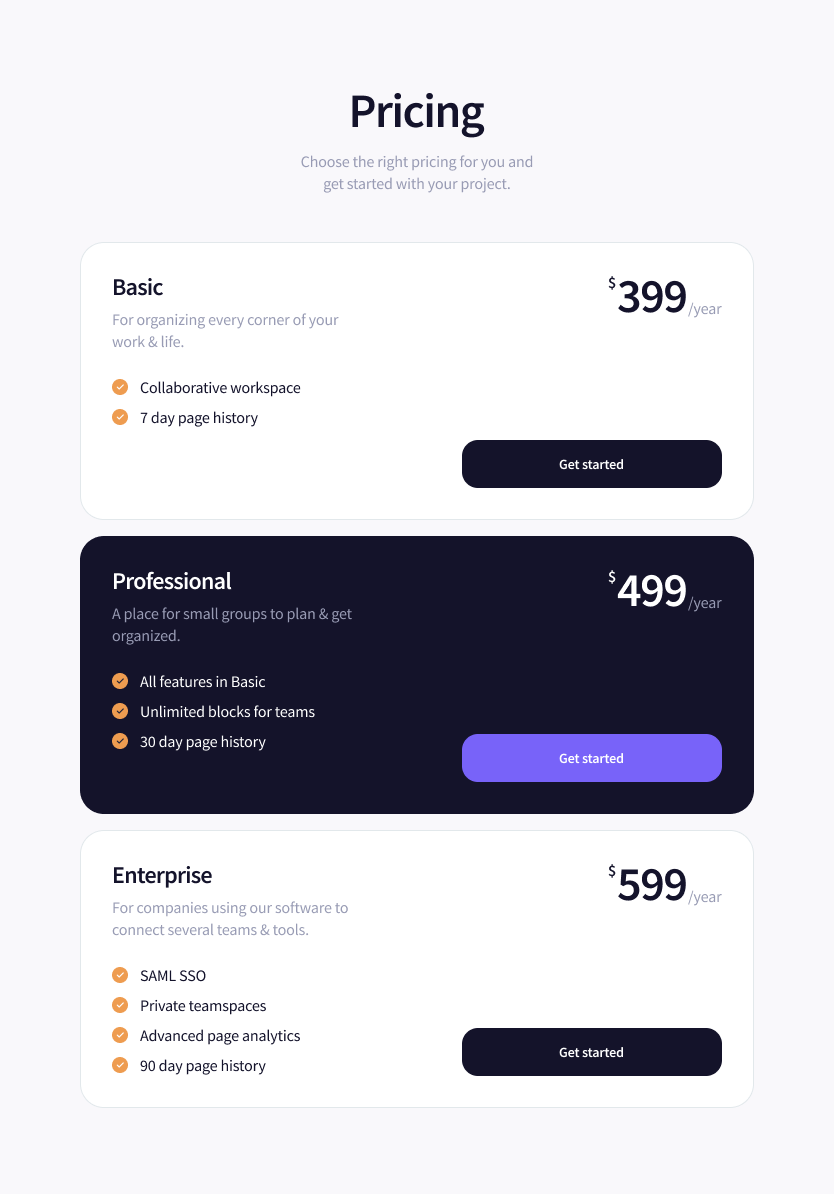 Pricing
Choose the right pricing for you and
get started with your project.
Basic
$399/year
For organizing every corner of your
work & life.
Collaborative workspace
7 day page history
Get started
Professional
$499/year
A place for small groups to plan & get
organized.
All features in Basic
Unlimited blocks for teams
30 day page history
Get started
Enterprise
$599/year
For companies using our software to
connect several teams & tools.
SAML SSO
Private teamspaces
Advanced page analytics
90 day page history
Get started